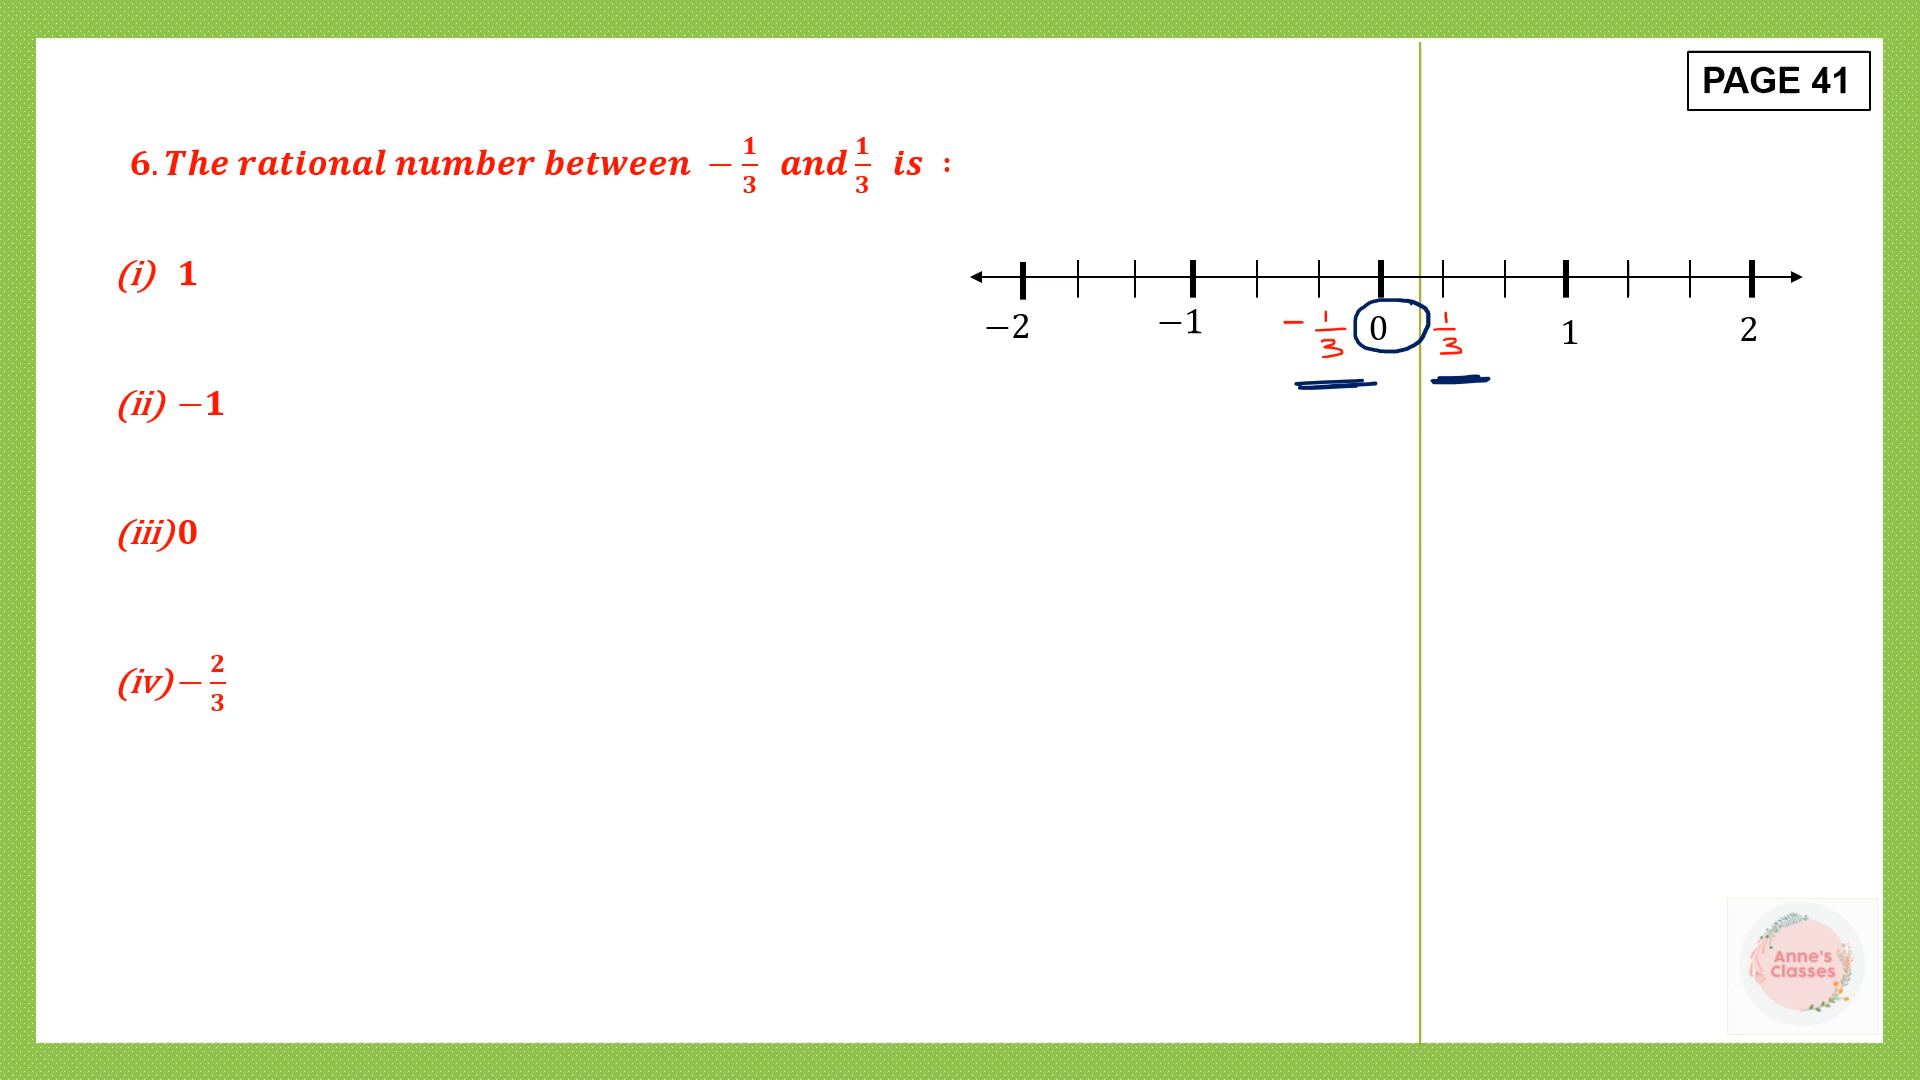 PAGE 41
6. The rational number between −1/3 and 1/3 is :
(i) 1
(ii) −1
(iii) 0
(iv) −2/3
−2 −1 −1/3 0 1/3 1 2
Anne's
Classes